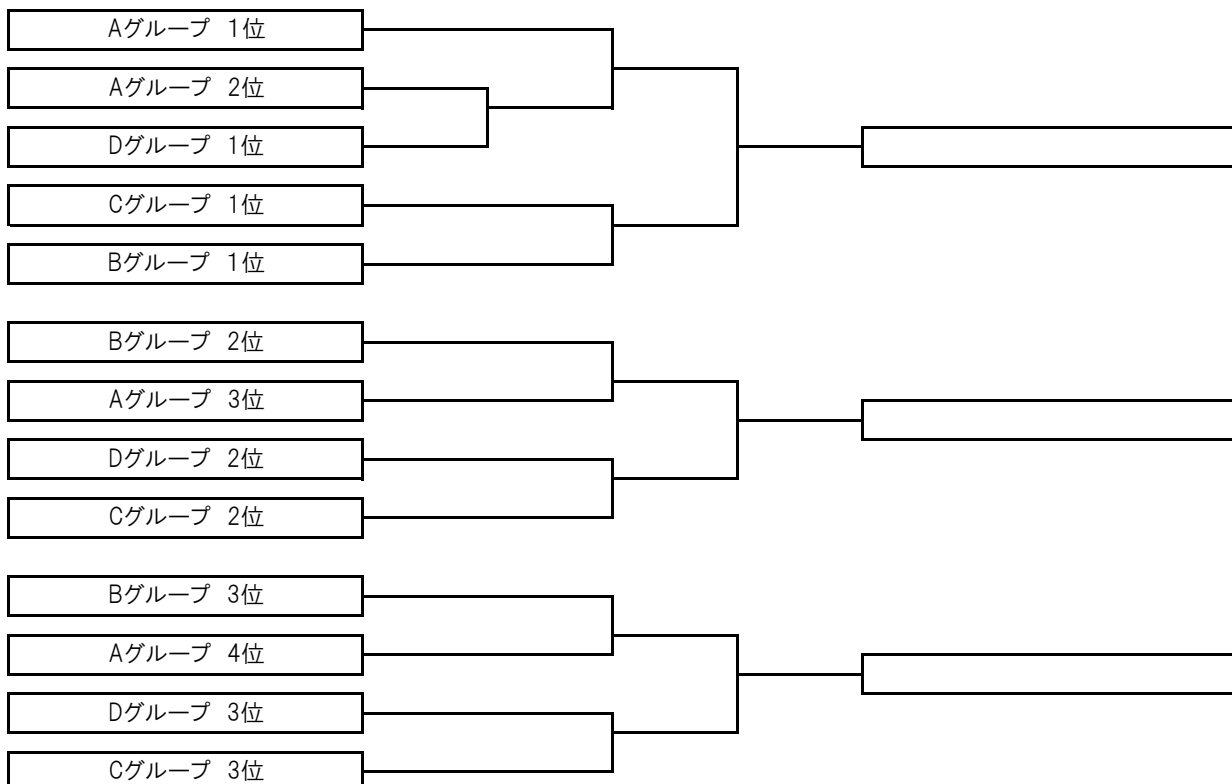 Aグループ　1位
Aグループ　2位
Dグループ　1位
Cグループ　1位
Bグループ　1位
Bグループ　2位
Aグループ　3位
Dグループ　2位
Cグループ　2位
Bグループ　3位
Aグループ　4位
Dグループ　3位
Cグループ　3位